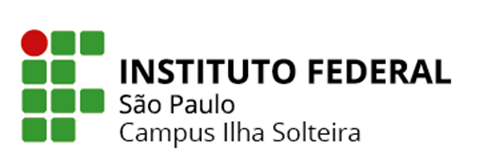 INSTITUTO FEDERAL
São Paulo
Campus Ilha Solteira